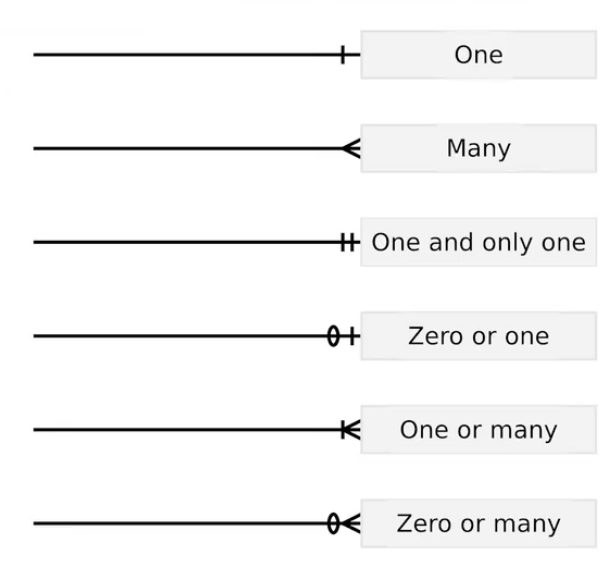 One
Many
One and only one
Zero or one
One or many
Zero or many